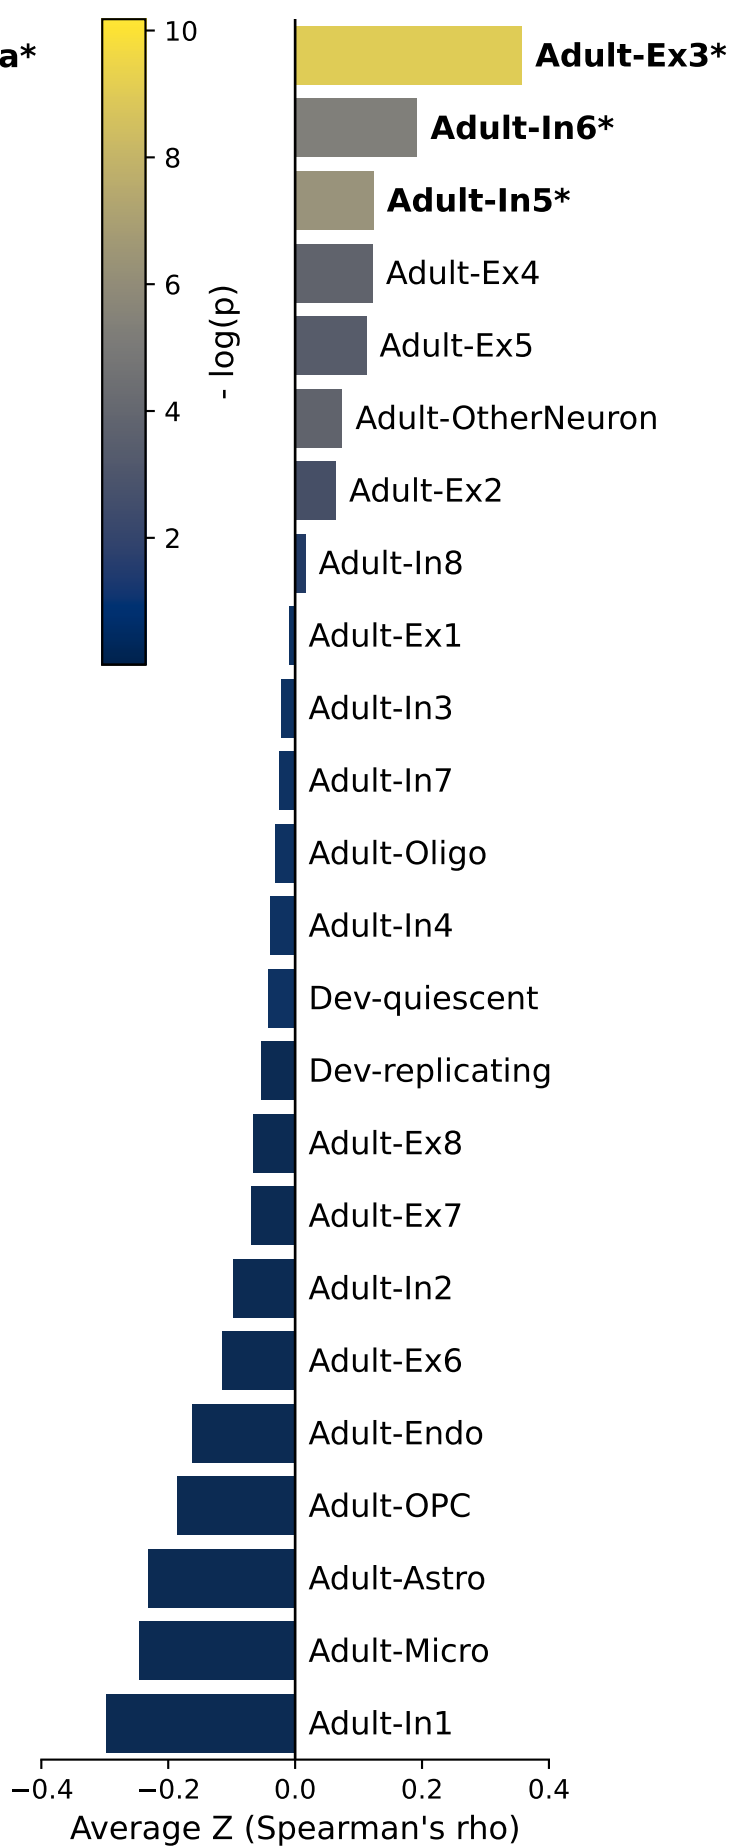 a*
10
8
6
4
2
- log(p)
Adult-Ex3*
Adult-In6*
Adult-In5*
Adult-Ex4
Adult-Ex5
Adult-OtherNeuron
Adult-Ex2
Adult-In8
Adult-Ex1
Adult-In3
Adult-In7
Adult-Oligo
Adult-In4
Dev-quiescent
Dev-replicating
Adult-Ex8
Adult-Ex7
Adult-In2
Adult-Ex6
Adult-Endo
Adult-OPC
Adult-Astro
Adult-Micro
Adult-In1
−0.4 −0.2 0.0 0.2 0.4
Average Z (Spearman's rho)